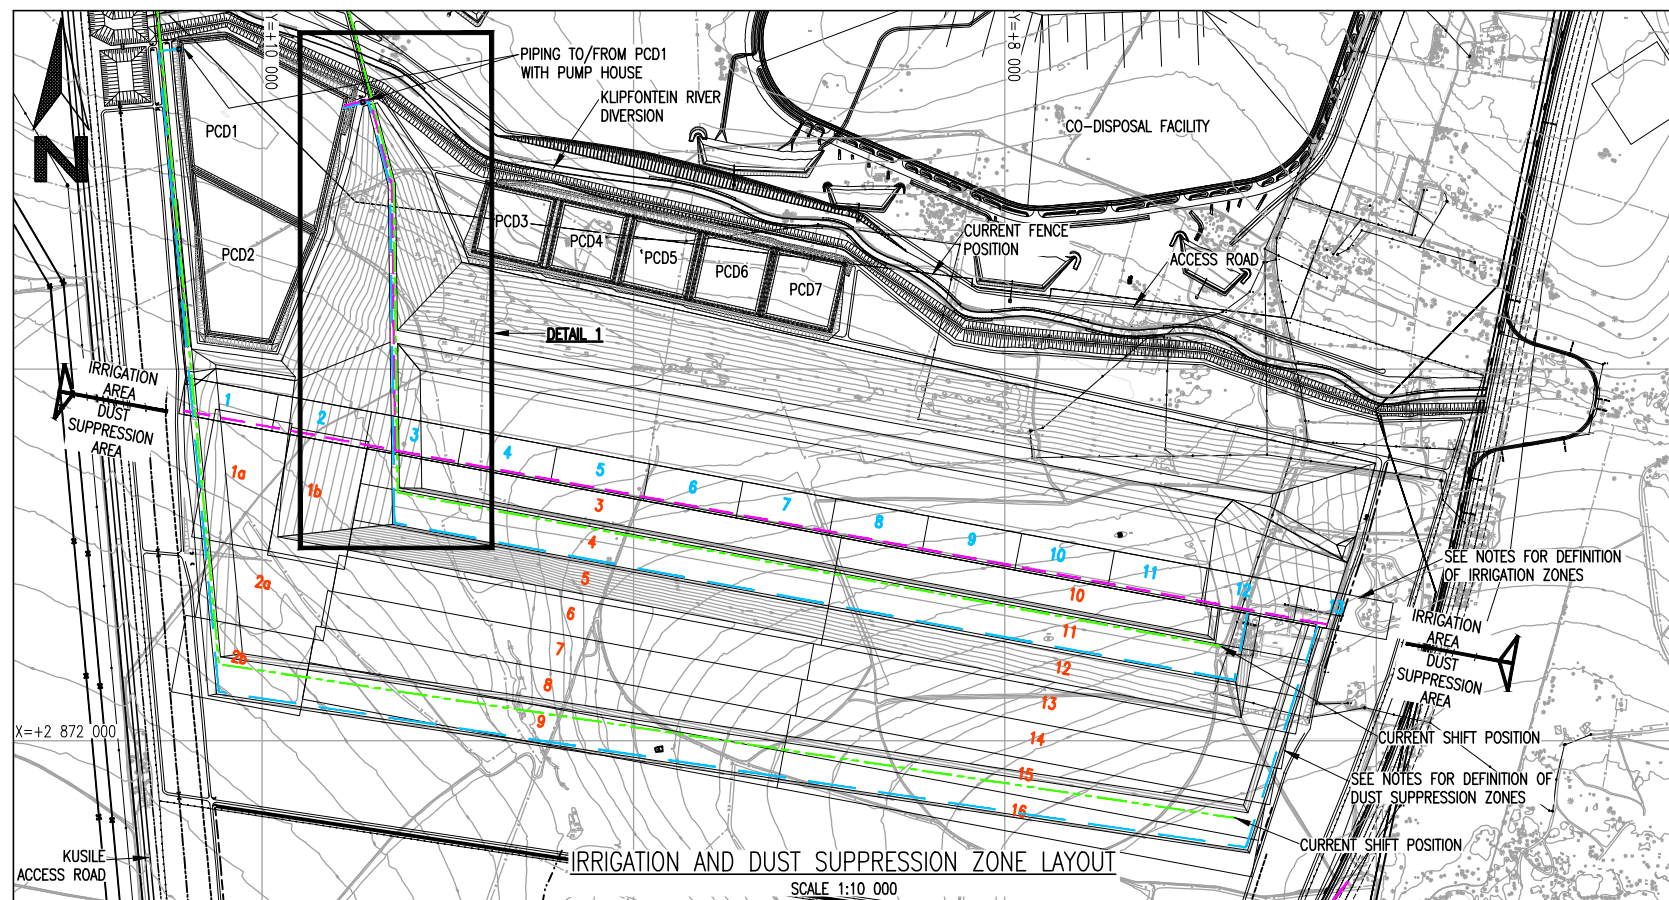 Y=+10 000
Y=+8 000
PIPING TO/FROM PCD1
WITH PUMP HOUSE
KLIPFONTEIN RIVER
DIVERSION
CO-DISPOSAL FACILITY
PCD1
N
PCD2
PCD3
PCD4
PCD5
PCD6
PCD7
CURRENT FENCE
POSITION
ACCESS ROAD
DETAIL 1
IRRIGATION
AREA
DUST
SUPPRESSION
AREA
1
2
3
4
5
6
7
8
9
10
11
12
13
1a
1b
2a
2b
3
4
5
6
7
8
9
10
11
12
13
14
15
16
SEE NOTES FOR DEFINITION
OF IRRIGATION ZONES
IRRIGATION
AREA
DUST
SUPPRESSION
AREA
X=+2 872 000
CURRENT SHIFT POSITION
SEE NOTES FOR DEFINITION OF
DUST SUPPRESSION ZONES
CURRENT SHIFT POSITION
KUSILE
ACCESS ROAD
IRRIGATION AND DUST SUPPRESSION ZONE LAYOUT
SCALE 1:10 000